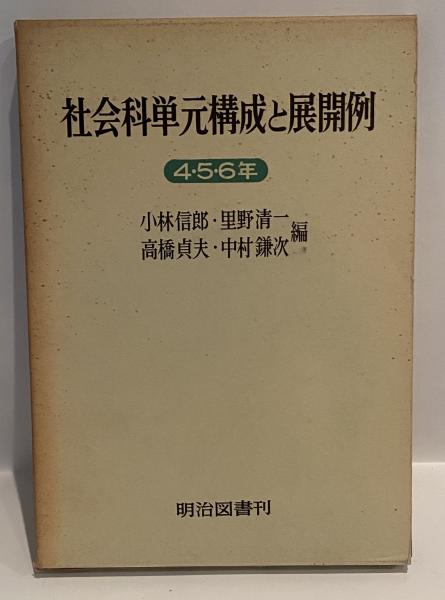 社会科単元構成と展開例
4・5・6年
小林信郎・里野清一
高橋貞夫・中村鎌次 編
明治図書刊